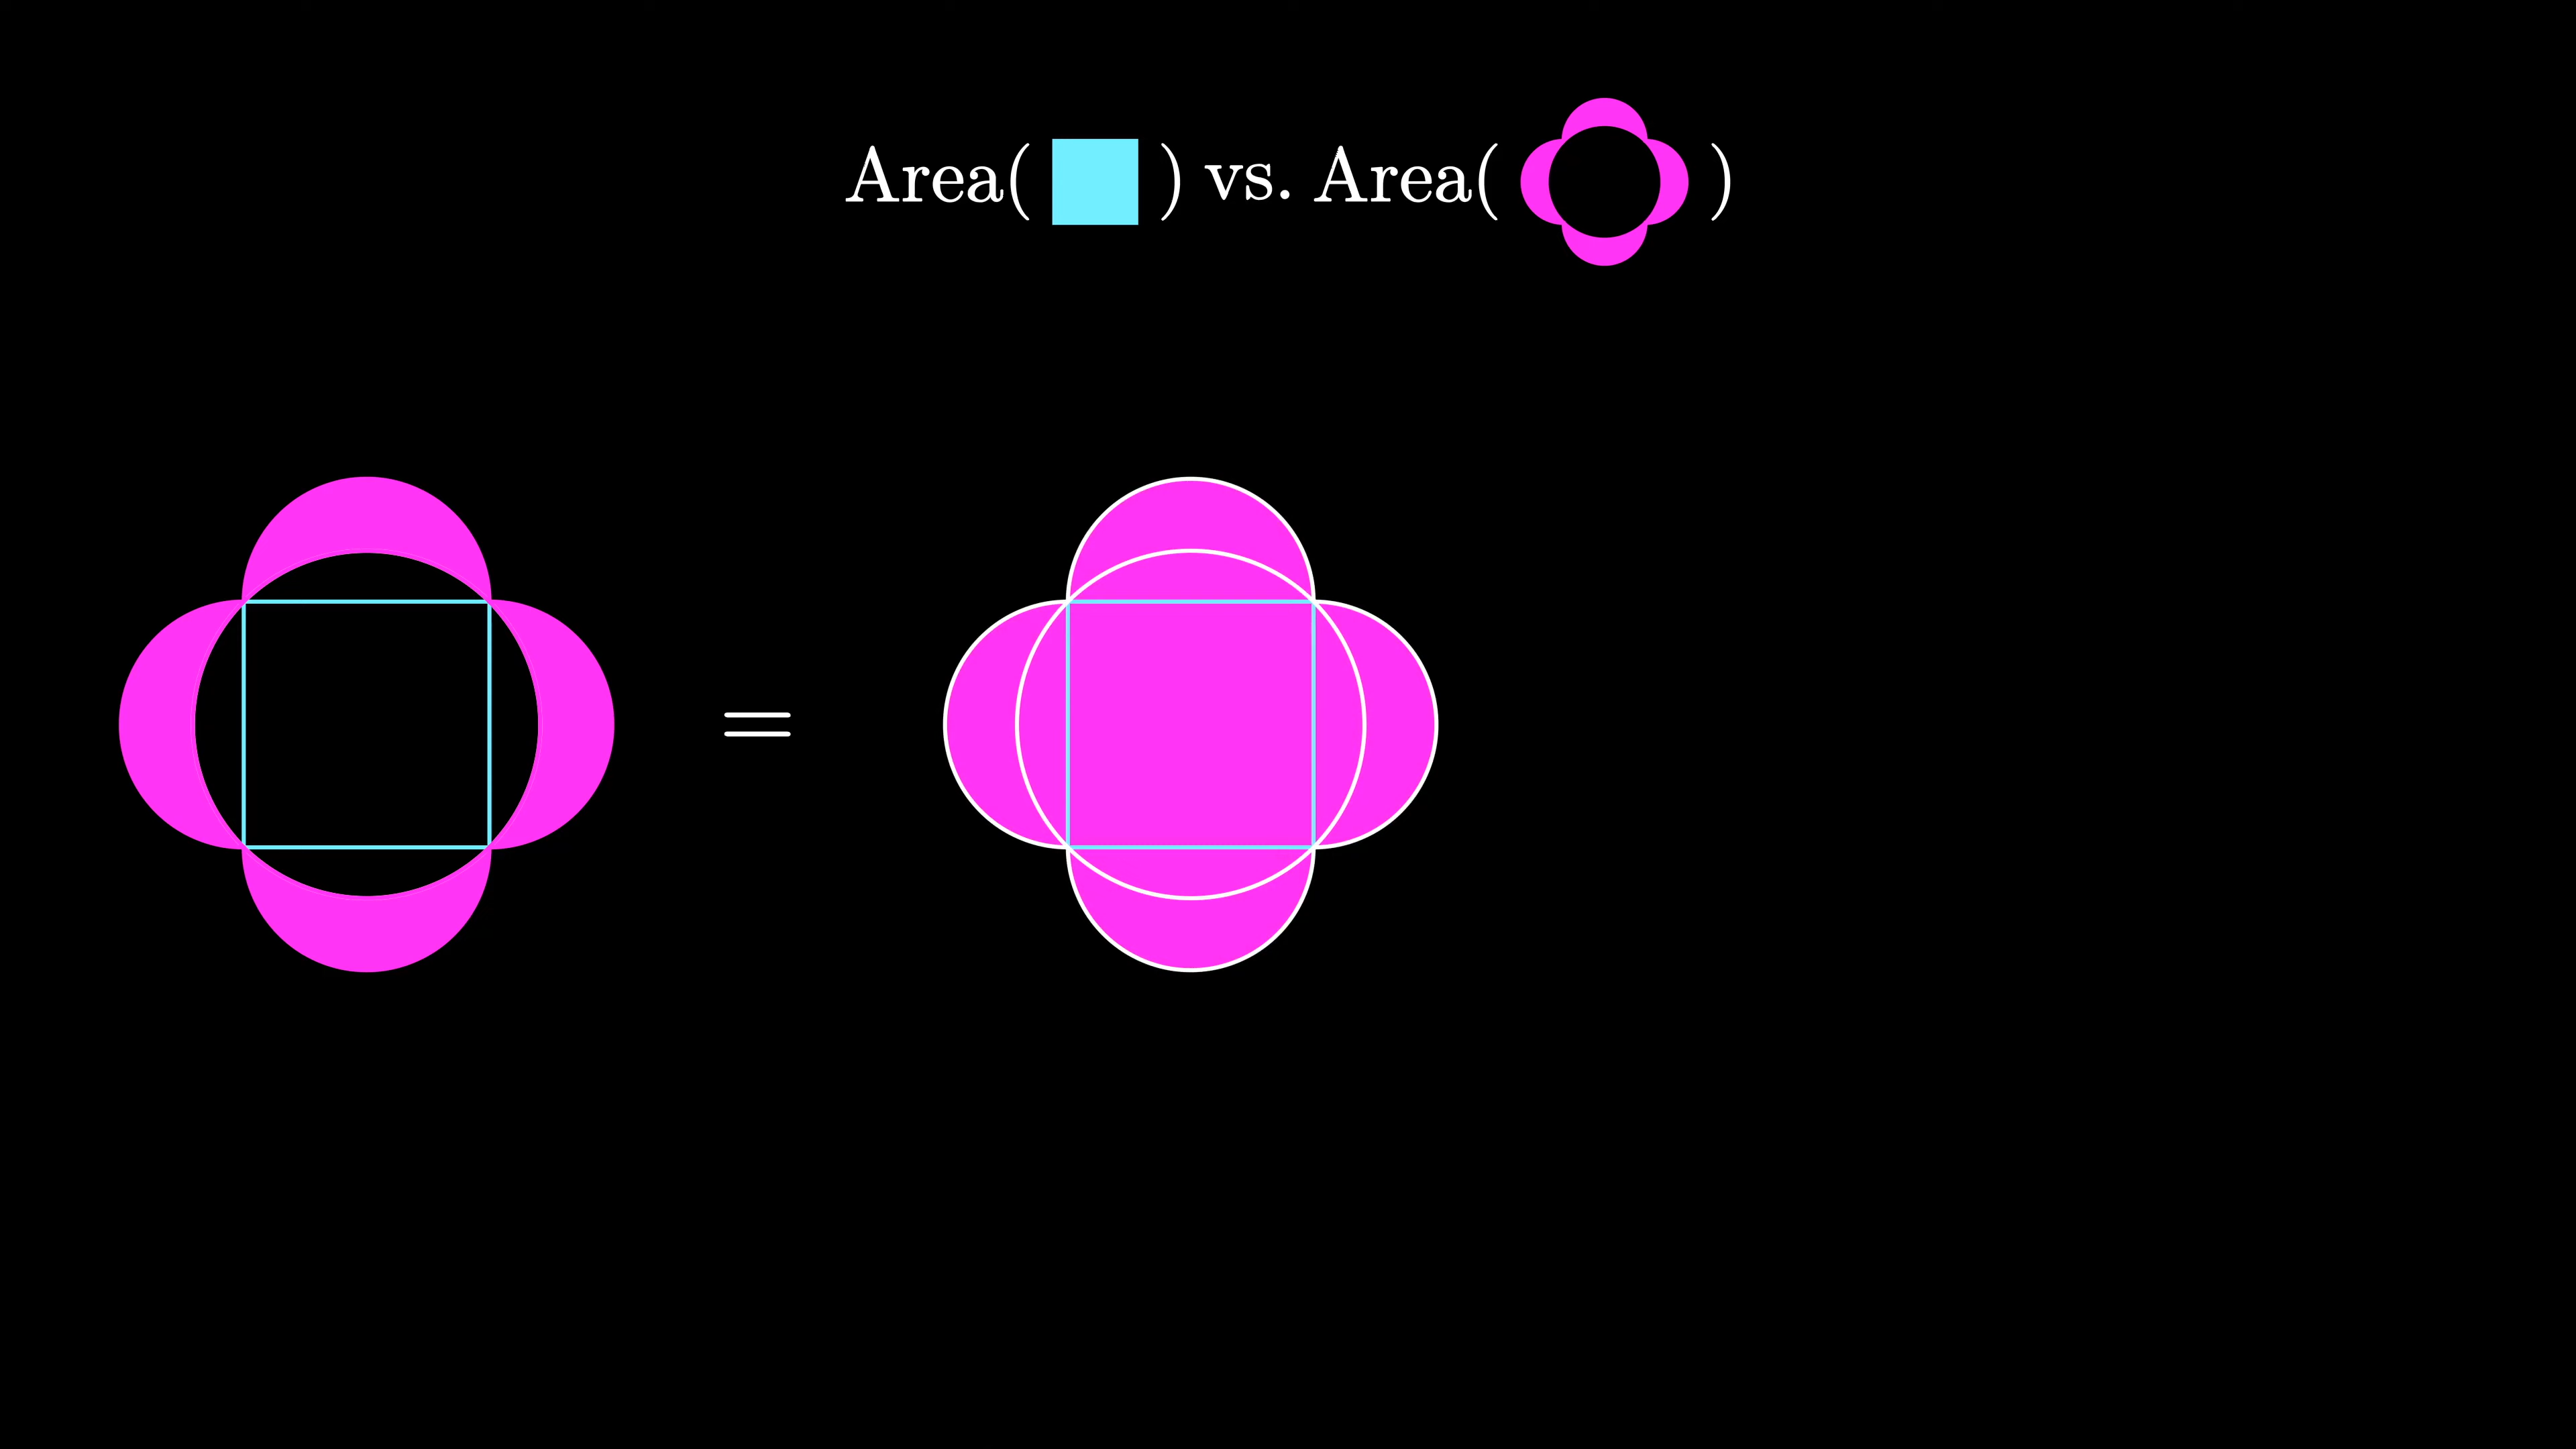 Area( ) vs. Area( )
=